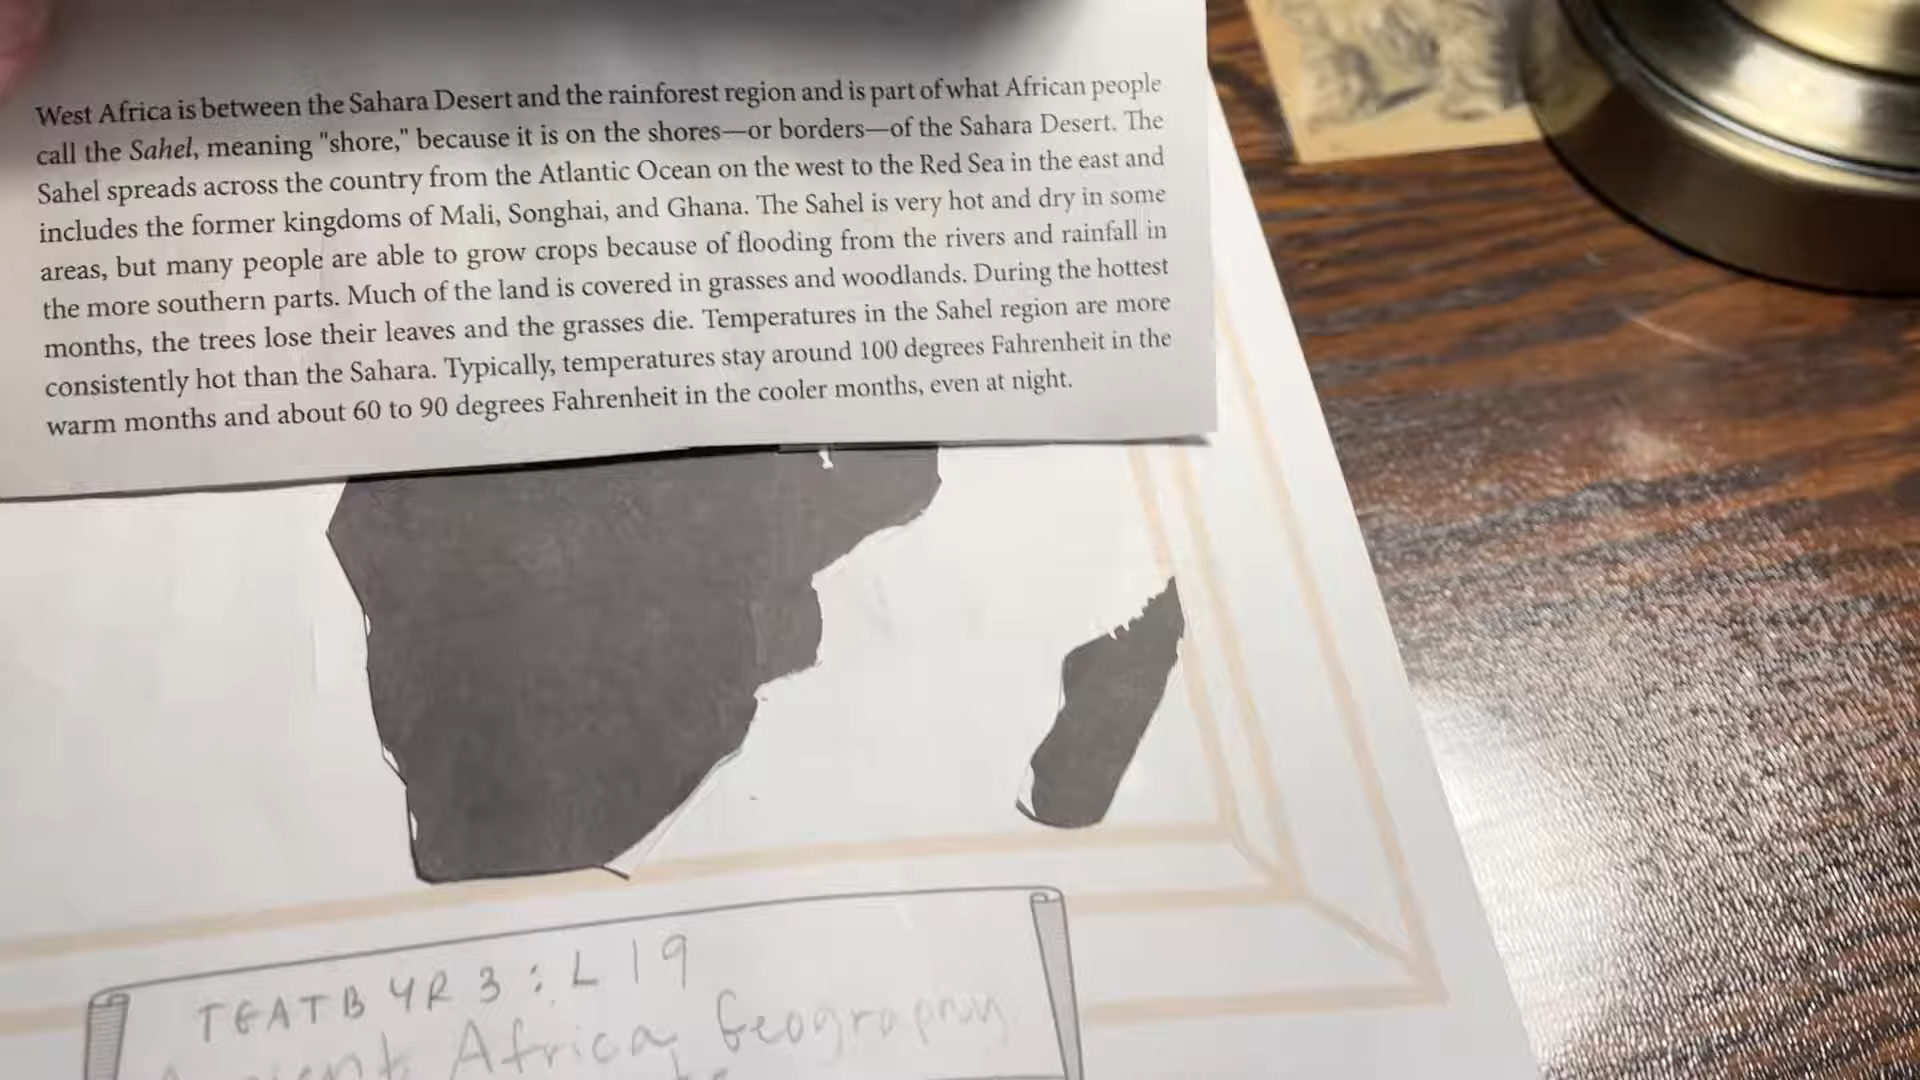 West Africa is between the Sahara Desert and the rainforest region and is part of what African people
call the Sahel, meaning "shore," because it is on the shores—or borders—of the Sahara Desert. The
Sahel spreads across the country from the Atlantic Ocean on the west to the Red Sea in the east and
includes the former kingdoms of Mali, Songhai, and Ghana. The Sahel is very hot and dry in some
areas, but many people are able to grow crops because of flooding from the rivers and rainfall in
the more southern parts. Much of the land is covered in grasses and woodlands. During the hottest
months, the trees lose their leaves and the grasses die. Temperatures in the Sahel region are more
consistently hot than the Sahara. Typically, temperatures stay around 100 degrees Fahrenheit in the
warm months and about 60 to 90 degrees Fahrenheit in the cooler months, even at night.
TGATB YR 3 : L 19
Africa Geography